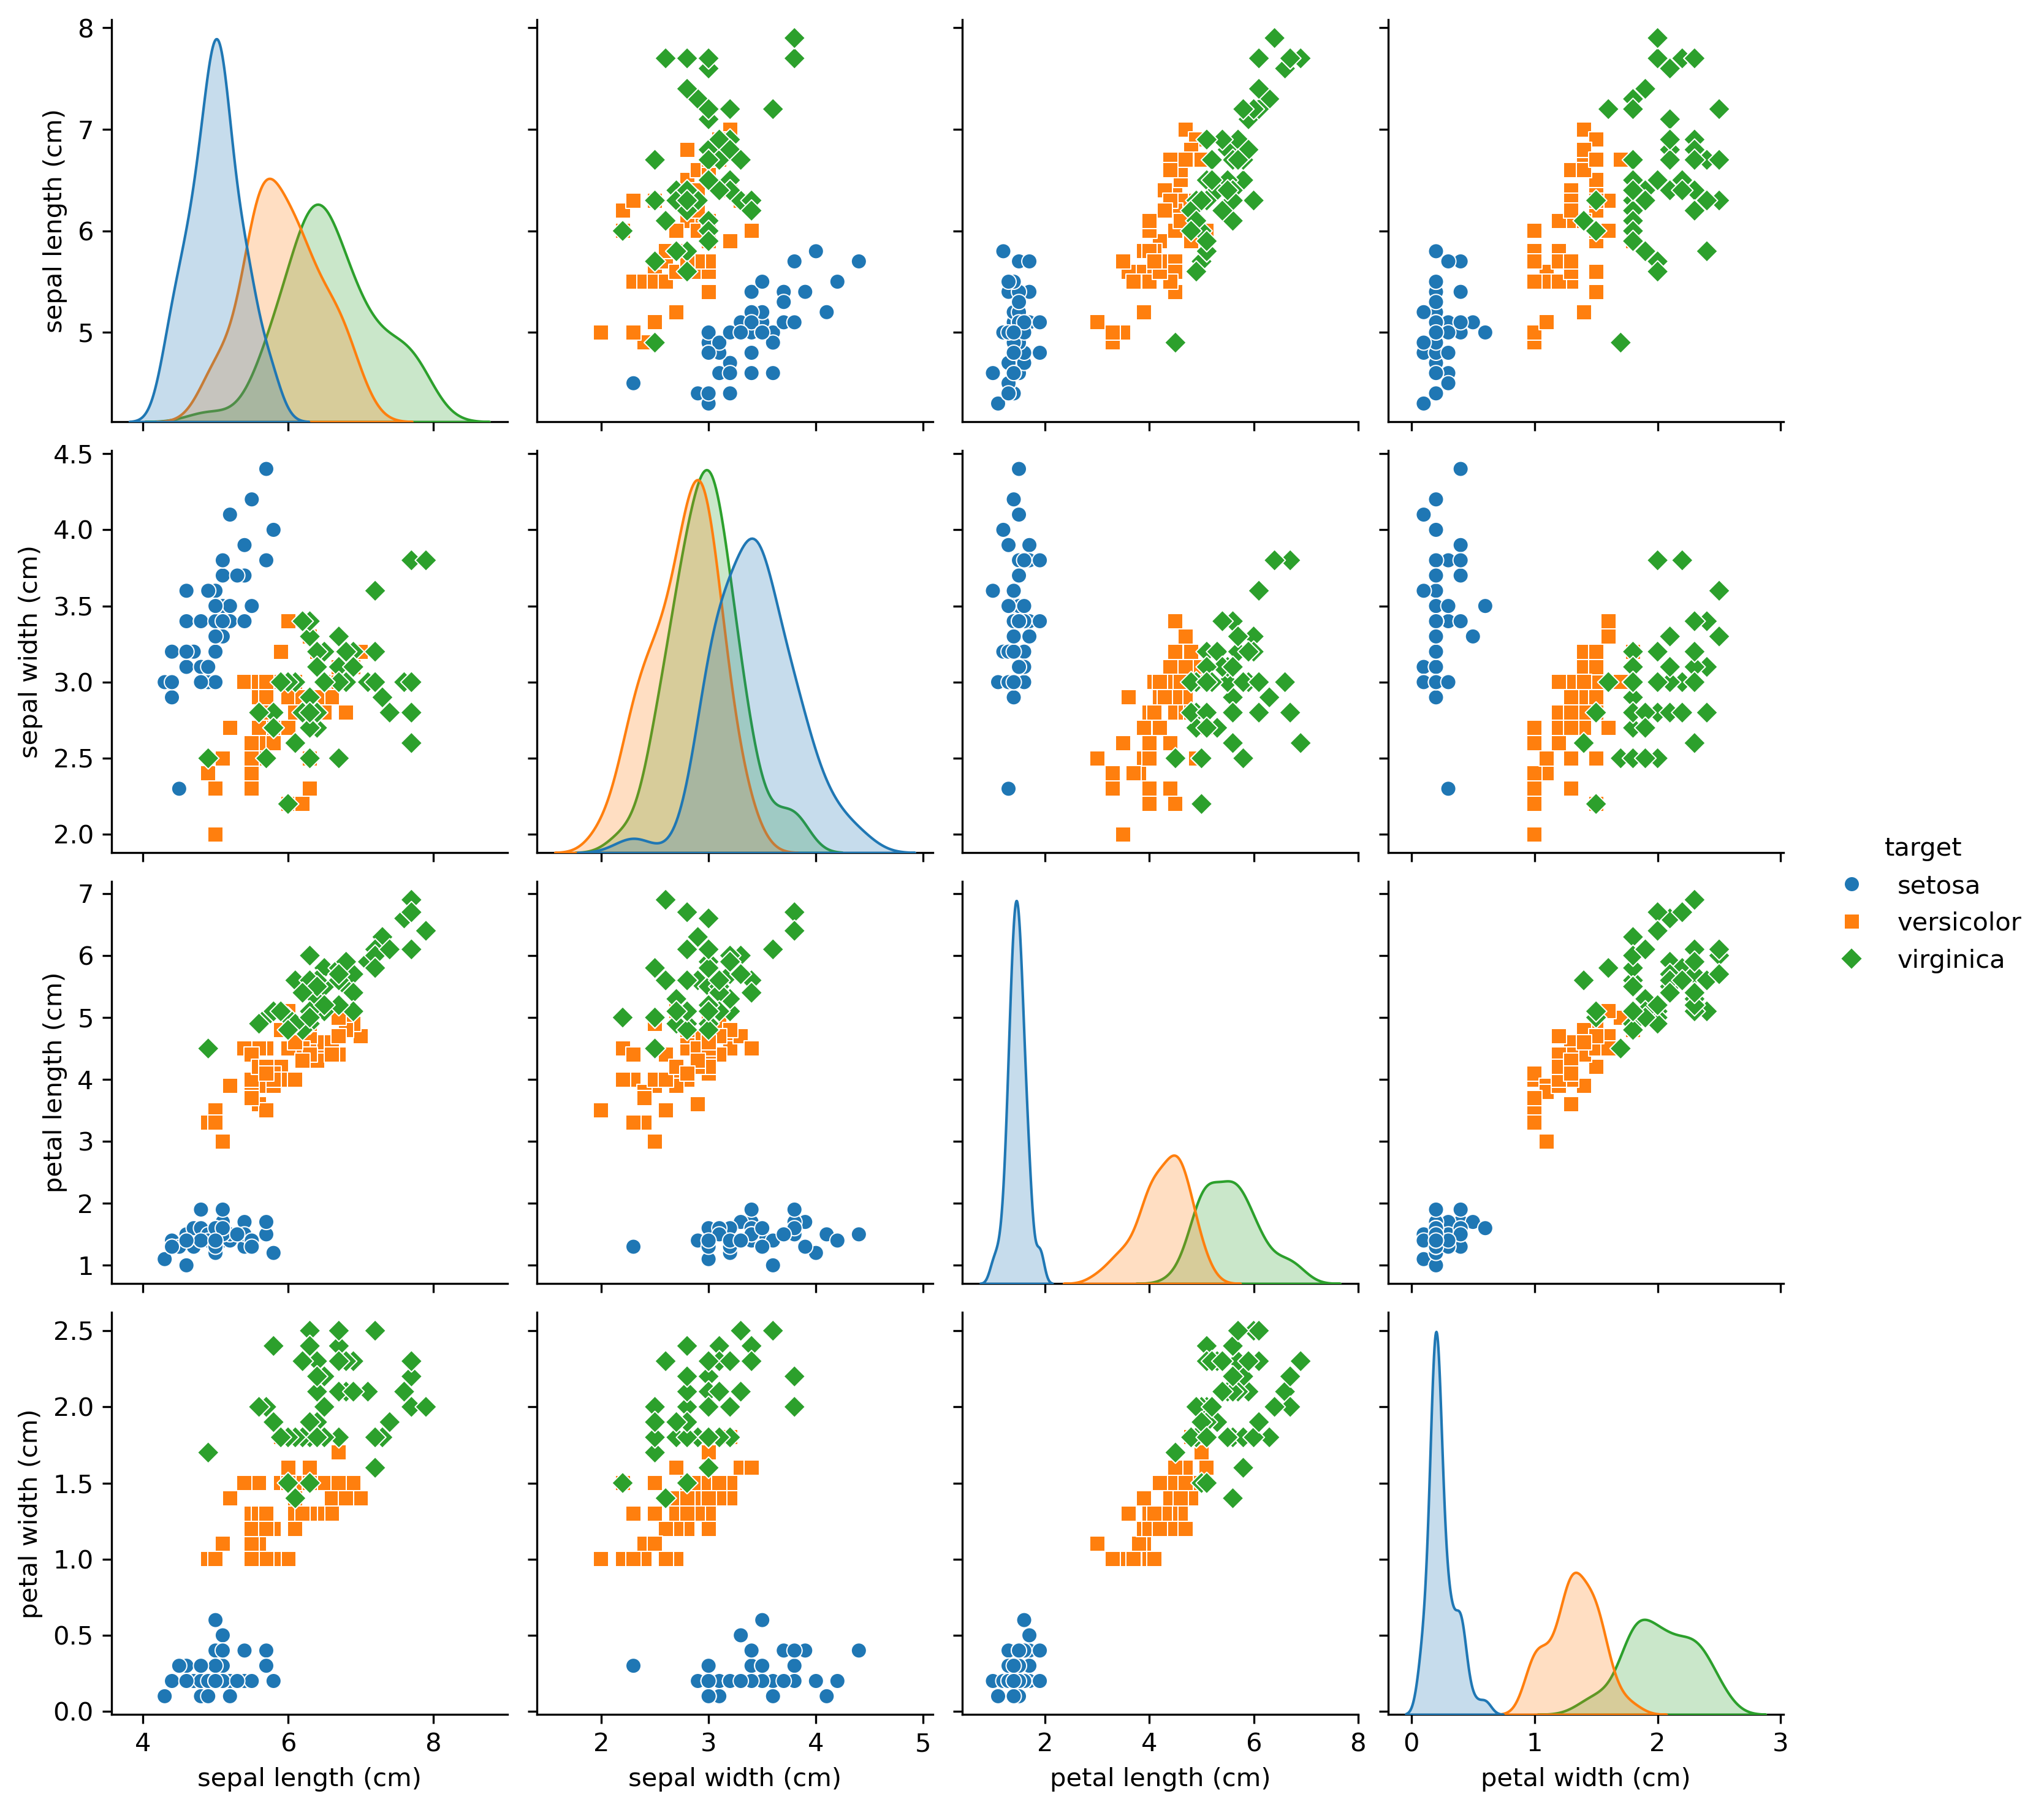 8
7
6
5
sepal length (cm)
4.5
4.0
3.5
3.0
2.5
2.0
sepal width (cm)
target
setosa
versicolor
virginica
7
6
5
4
3
2
1
petal length (cm)
2.5
2.0
1.5
1.0
0.5
0.0
petal width (cm)
4 6 8
2 3 4 5
2 4 6 8
0 1 2 3
sepal length (cm)
sepal width (cm)
petal length (cm)
petal width (cm)